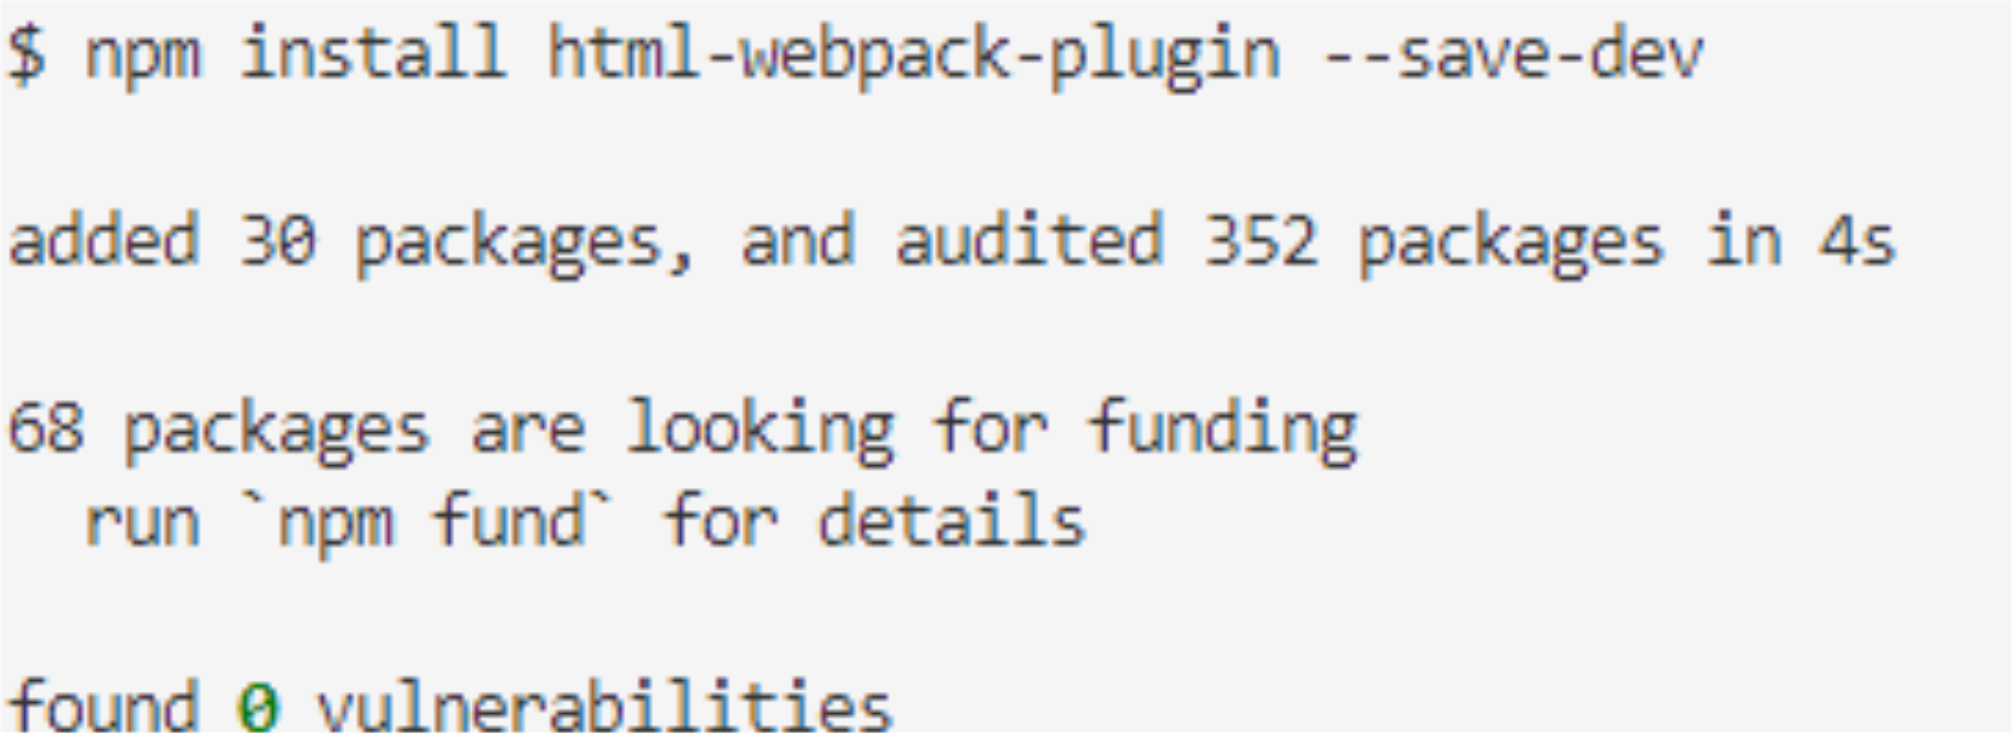 $ npm install html-webpack-plugin --save-dev
added 30 packages, and audited 352 packages in 4s
68 packages are looking for funding
  run `npm fund` for details
found 0 vulnerabilities